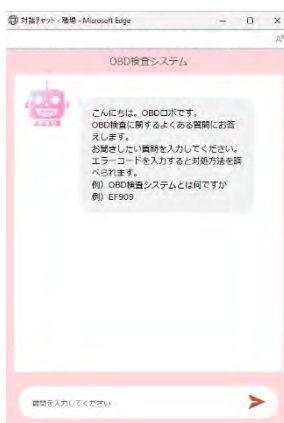 対話チャット - 職場 - Microsoft Edge
OBD検査システム
こんにちは。OBDロボです。
OBD検査に関するよくある質問にお答
えします。
お聞きしたい質問を入力してください。
エラーコードを入力すると対処方法を調
べられます。
例）OBD検査システムとは何ですか
例）EF909
質問を入力してください